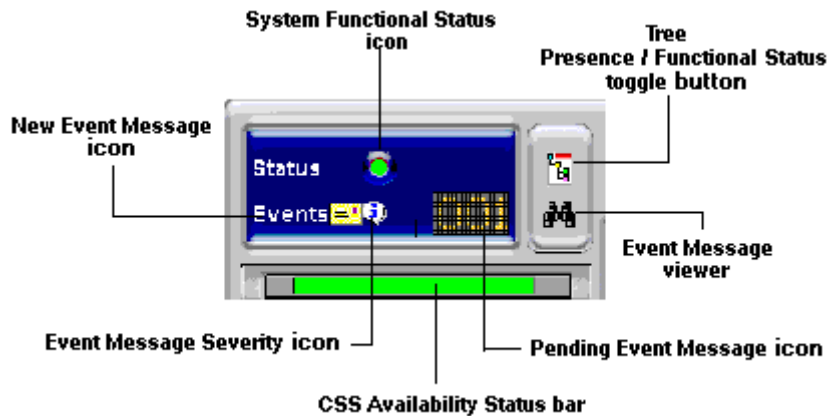 System Functional Status
icon
Tree
Presence / Functional Status
toggle button
New Event Message
icon
Status
Events
Event Message
viewer
Event Message Severity icon
Pending Event Message icon
CSS Availability Status bar